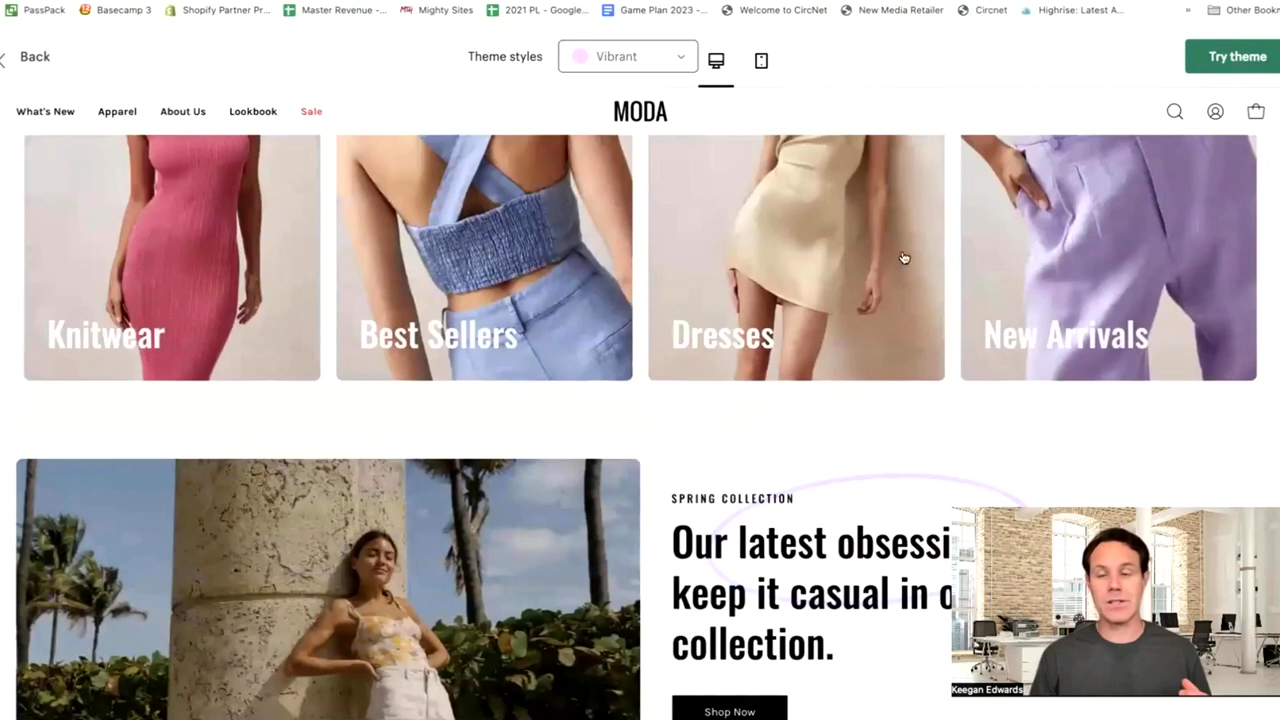 PassPack Basecamp 3 Shopify Partner Pr... Master Revenue -... Mighty Sites 2021 PL - Google... Game Plan 2023 -... Welcome to CircNet New Media Retailer Circnet Highrise: Latest A... » Other Bookm
Back Theme styles Vibrant Try theme
What's New Apparel About Us Lookbook Sale MODA
Knitwear Best Sellers Dresses New Arrivals
SPRING COLLECTION
Our latest obsessi
keep it casual in
collection.
Shop Now
Keegan Edwards